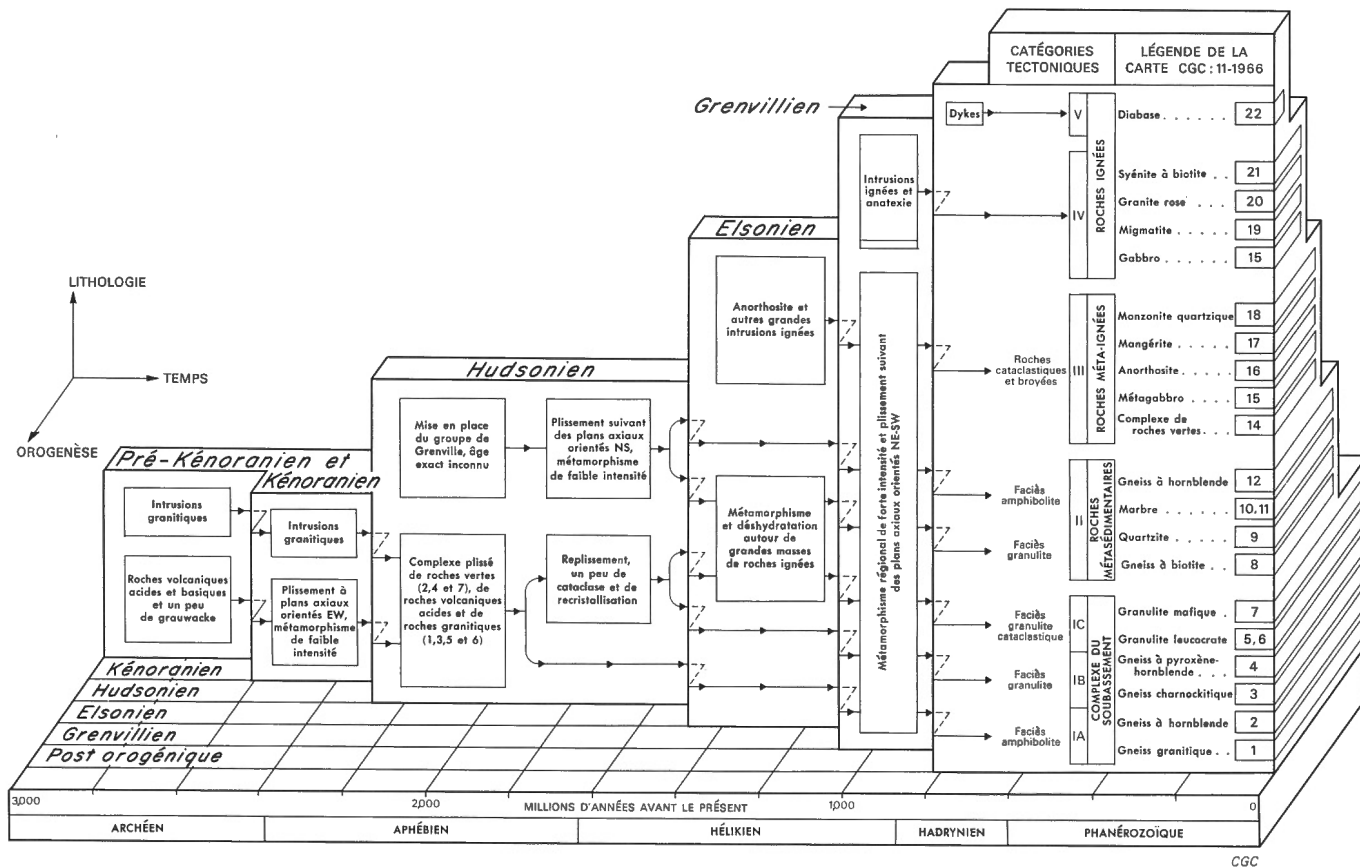 CATÉGORIES
TECTONIQUES
LÉGENDE DE LA
CARTE CGC : 11-1966
Grenvillien
Dykes
V
Diabase . . . . . . 22
Intrusions
ignées et
anatexie
IV
ROCHES IGNÉES
Syénite à biotite . . 21
Granite rose . . . . 20
Migmatite . . . . . 19
Gabbro . . . . . . 15
Elsonien
Anorthosite et
autres grandes
intrusions ignées
LITHOLOGIE
TEMPS
OROGENÈSE
Roches
cataclastiques
et broyées
III
ROCHES MÉTA-IGNÉES
Monzonite quartzique 18
Mangérite . . . . . 17
Anorthosite . . . . 16
Métagabbro . . . . 15
Complexe de
roches vertes . . . 14
Hudsonien
Mise en place
du groupe de
Grenville, âge
exact inconnu
Plissement suivant
des plans axiaux
orientés NS,
métamorphisme
de faible intensité
Métamorphisme
et déshydratation
autour de
grandes masses
de roches ignées
Métamorphisme régional de forte intensité et plissement suivant
des plans axiaux orientés NE-SW
Faciès
amphibolite
Faciès
granulite
II
ROCHES
MÉTASÉDIMENTAIRES
Gneiss à hornblende 12
Marbre . . . . . . 10,11
Quartzite . . . . . 9
Gneiss à biotite . . . 8
Pré-Kénoranien et
Kénoranien
Intrusions
granitiques
Intrusions
granitiques
Roches volcaniques
acides et basiques
et un peu
de grauwacke
Plissement à
plans axiaux
orientés EW,
métamorphisme
de faible
intensité
Complexe plissé
de roches vertes
(2,4 et 7), de
roches volcaniques
acides et de
roches granitiques
(1,3,5 et 6)
Replissement,
un peu de
cataclase et de
recristallisation
Faciès
granulite
cataclastique
Faciès
granulite
Faciès
amphibolite
IC
IB
IA
COMPLEXE DU
SOUBASSEMENT
Granulite mafique . 7
Granulite leucocrate 5,6
Gneiss à pyroxène-
hornblende . . . 4
Gneiss charnockitique 3
Gneiss à hornblende 2
Gneiss granitique . . 1
Kénoranien
Hudsonien
Elsonien
Grenvillien
Post orogénique
3,000 2,000 MILLIONS D'ANNÉES AVANT LE PRÉSENT 1,000 0
ARCHÉEN APHÉBIEN HÉLIKIEN HADRYNIEN PHANÉROZOÏQUE
CGC